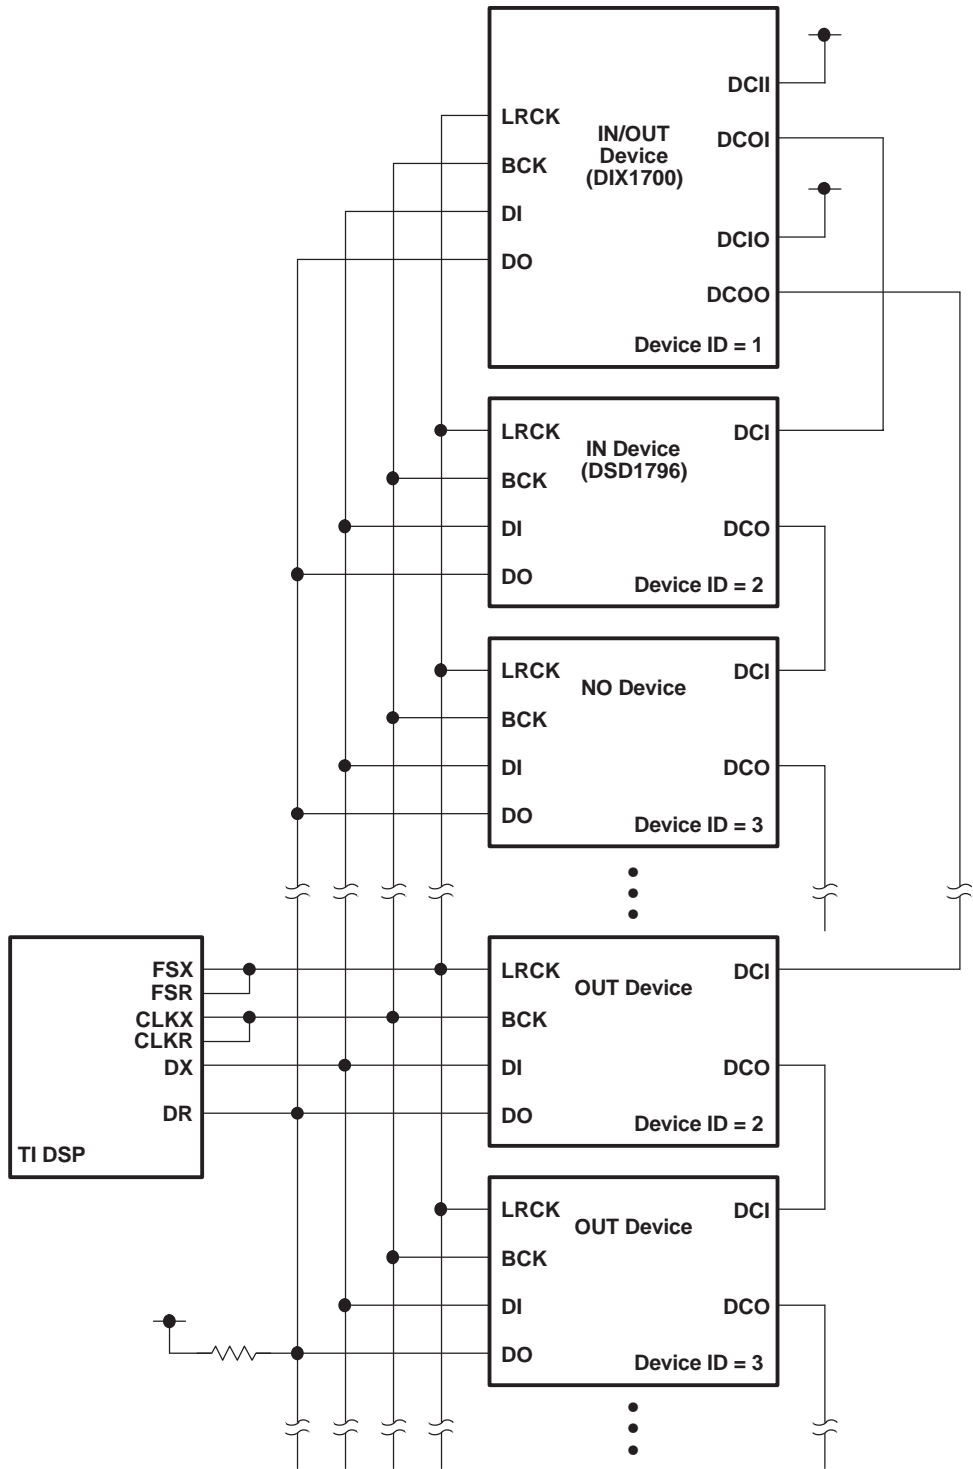 DCII
LRCK
IN/OUT
Device
(DIX1700)
DCOI
BCK
DI
DCIO
DO
DCOO
Device ID = 1
LRCK
IN Device
(DSD1796)
DCI
BCK
DI
DCO
DO
Device ID = 2
LRCK
NO Device
DCI
BCK
DI
DCO
DO
Device ID = 3
FSX
FSR
CLKX
CLKR
DX
DR
TI DSP
LRCK
OUT Device
DCI
BCK
DI
DCO
DO
Device ID = 2
LRCK
OUT Device
DCI
BCK
DI
DCO
DO
Device ID = 3